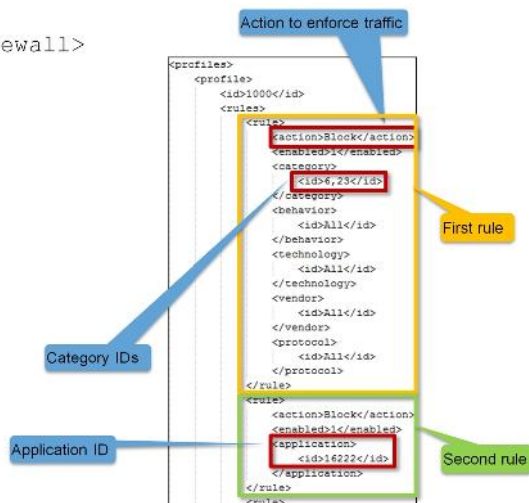 Action to enforce traffic
ewall>
<profiles>
<profile>
<id>1000</id>
<rules>
<rule>
<action>Block</action>
<enabled>1</enabled>
<category>
<id>6,23</id>
</category>
<behavior>
<id>All</id>
</behavior>
<technology>
<id>All</id>
</technology>
<vendor>
<id>All</id>
</vendor>
<protocol>
<id>All</id>
</protocol>
</rule>
First rule
Category IDs
<rule>
<action>Block</action>
<enabled>1</enabled>
<application>
<id>16222</id>
</application>
</rule>
<rule>
Application ID
Second rule